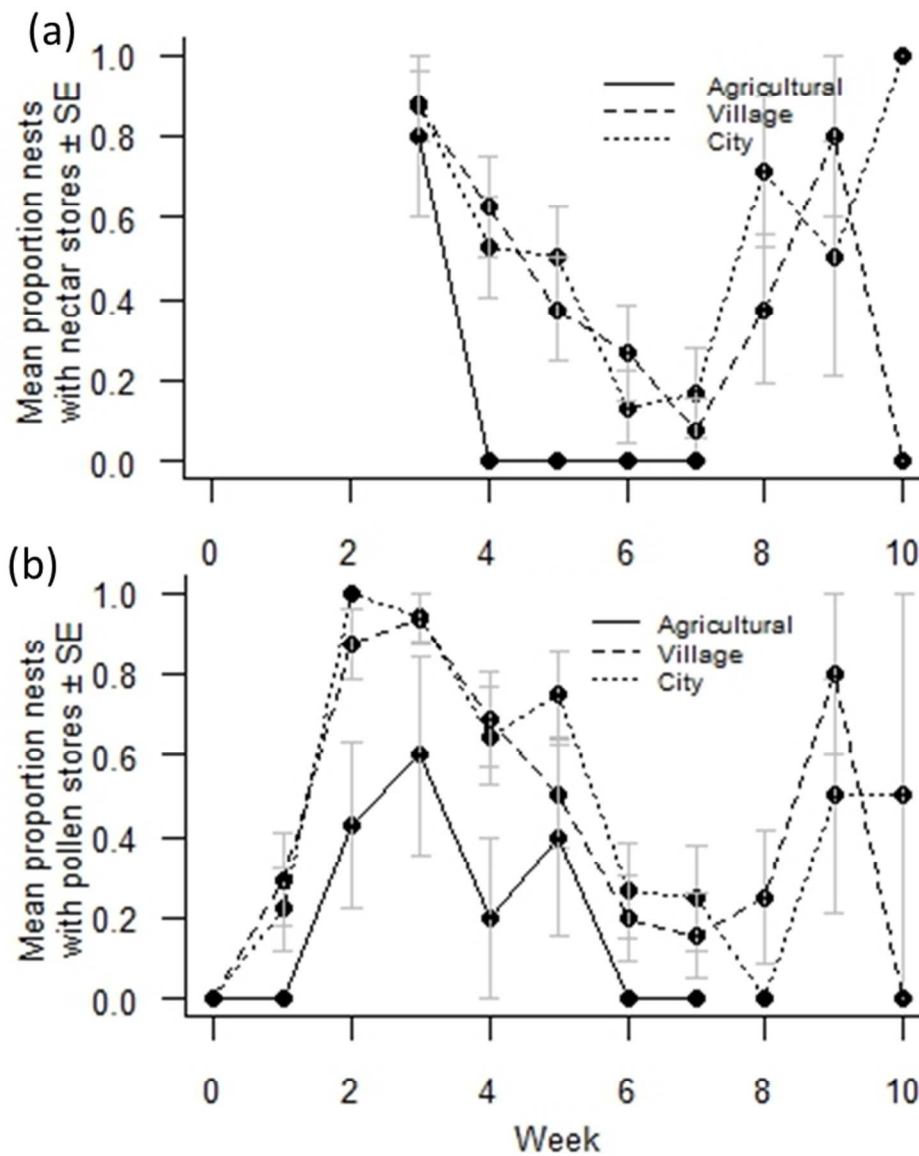 (a)
Mean proportion nests
with nectar stores ± SE
1.0
0.8
0.6
0.4
0.2
0.0
Agricultural
Village
City
0 2 4 6 8 10
(b)
Mean proportion nests
with pollen stores ± SE
1.0
0.8
0.6
0.4
0.2
0.0
Agricultural
Village
City
0 2 4 6 8 10
Week